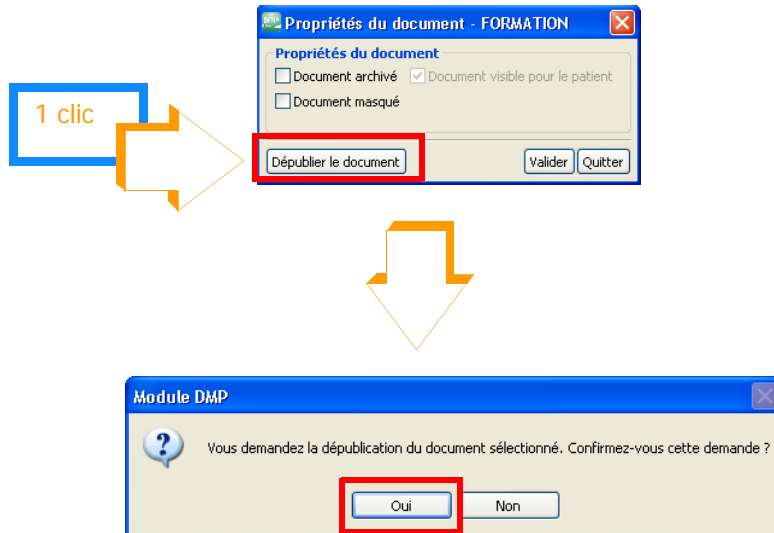 Propriétés du document - FORMATION
Propriétés du document
Document archivé Document visible pour le patient
Document masqué
1 clic
Dépublier le document Valider Quitter
Module DMP
Vous demandez la dépublication du document sélectionné. Confirmez-vous cette demande ?
Oui Non